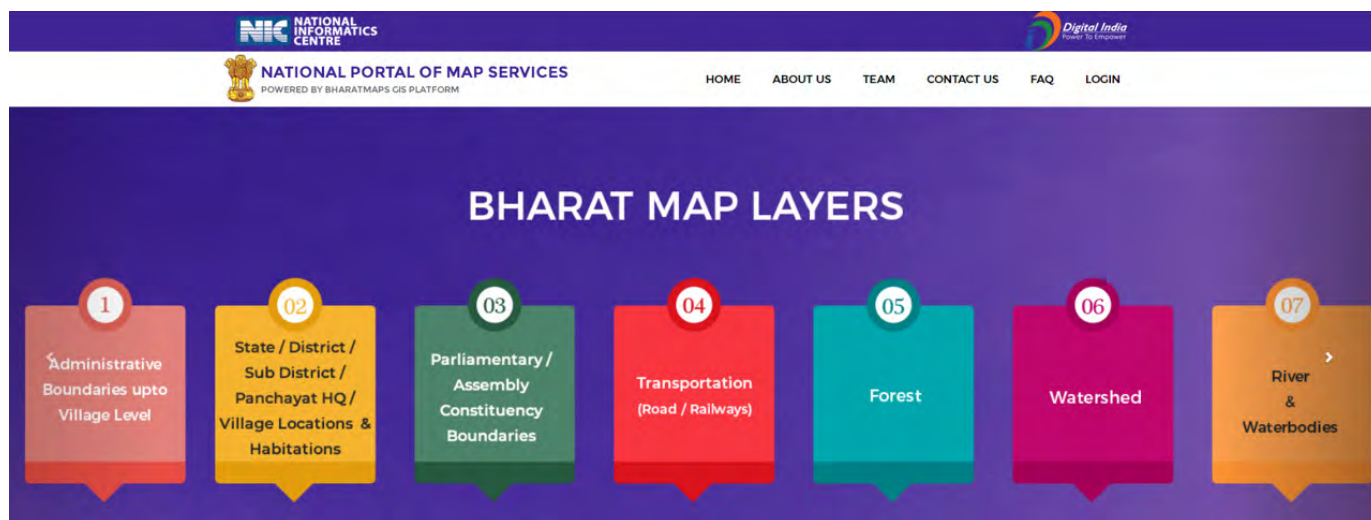 NIC NATIONAL
INFORMATICS
CENTRE
Digital India
Power To Empower
NATIONAL PORTAL OF MAP SERVICES
POWERED BY BHARATMAPS GIS PLATFORM
HOME ABOUT US TEAM CONTACT US FAQ LOGIN
BHARAT MAP LAYERS
1
Administrative
Boundaries upto
Village Level
02
State / District /
Sub District /
Panchayat HQ /
Village Locations &
Habitations
03
Parliamentary /
Assembly
Constituency
Boundaries
04
Transportation
(Road / Railways)
05
Forest
06
Watershed
07
River
&
Waterbodies